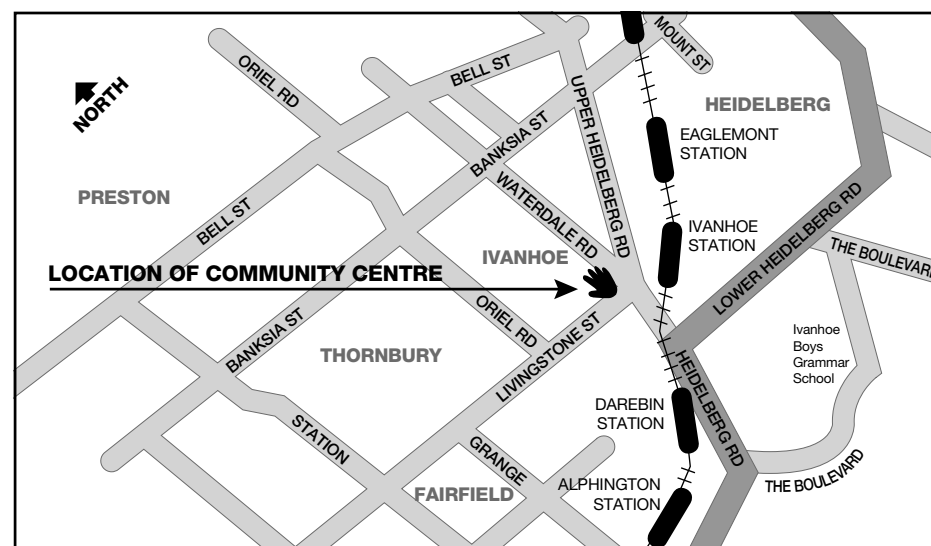 ORIEL RD
BELL ST
MOUNT ST
NORTH
UPPER HEIDELBERG RD
HEIDELBERG
BANKSIA ST
EAGLEMONT
STATION
PRESTON
WATERDALE RD
BELL ST
IVANHOE
STATION
LOWER HEIDELBERG RD
IVANHOE
THE BOULEVARD
LOCATION OF COMMUNITY CENTRE
BANKSIA ST
ORIEL RD
LIVINGSTONE ST
THORNBURY
Ivanhoe
Boys
Grammar
School
HEIDELBERG RD
DAREBIN
STATION
STATION
GRANGE
THE BOULEVARD
ALPHINGTON
STATION
FAIRFIELD